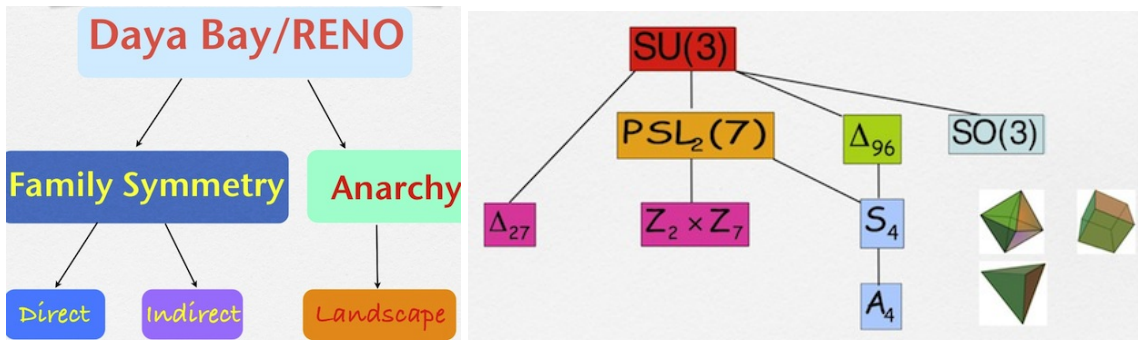 Daya Bay/RENO
Family Symmetry
Anarchy
Direct
Indirect
Landscape
SU(3)
PSL₂(7)
Δ₉₆
SO(3)
Δ₂₇
Z₂ × Z₇
S₄
A₄